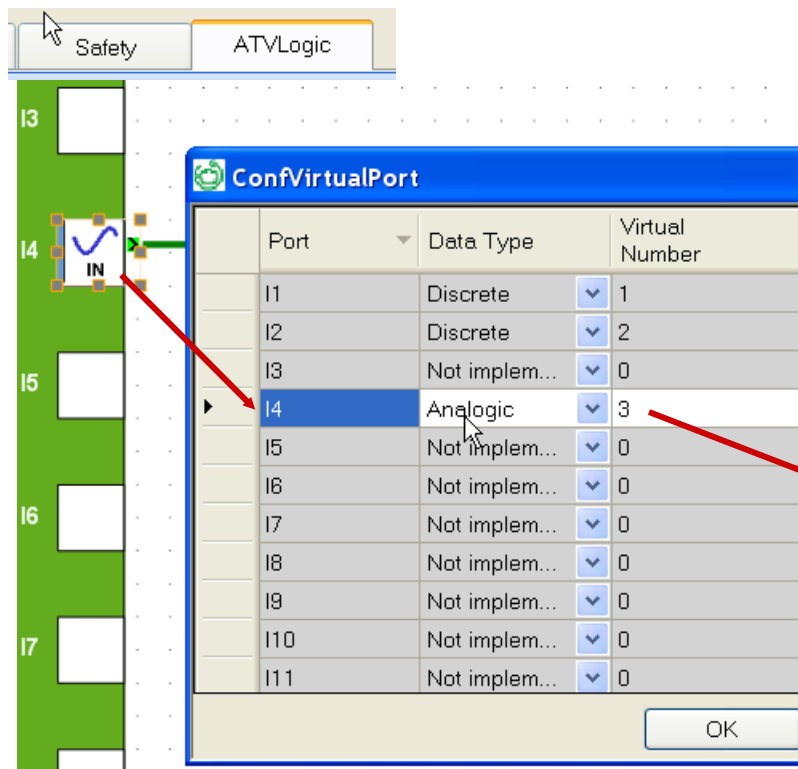 Safety
ATVLogic
I3
I4
IN
I5
I6
I7
ConfVirtualPort
Port Data Type Virtual Number
I1 Discrete 1
I2 Discrete 2
I3 Not implem... 0
I4 Analogic 3
I5 Not implem... 0
I6 Not implem... 0
I7 Not implem... 0
I8 Not implem... 0
I9 Not implem... 0
I10 Not implem... 0
I11 Not implem... 0
OK